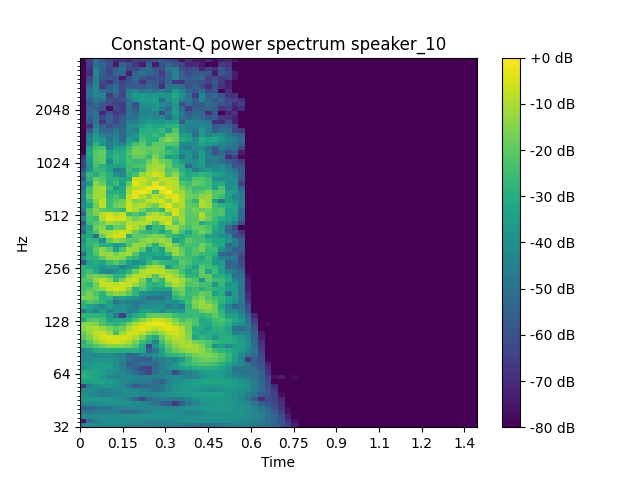 Constant-Q power spectrum speaker_10
+0 dB
-10 dB
-20 dB
-30 dB
-40 dB
-50 dB
-60 dB
-70 dB
-80 dB
2048
1024
512
256
128
64
32
Hz
0 0.15 0.3 0.45 0.6 0.75 0.9 1.1 1.2 1.4
Time